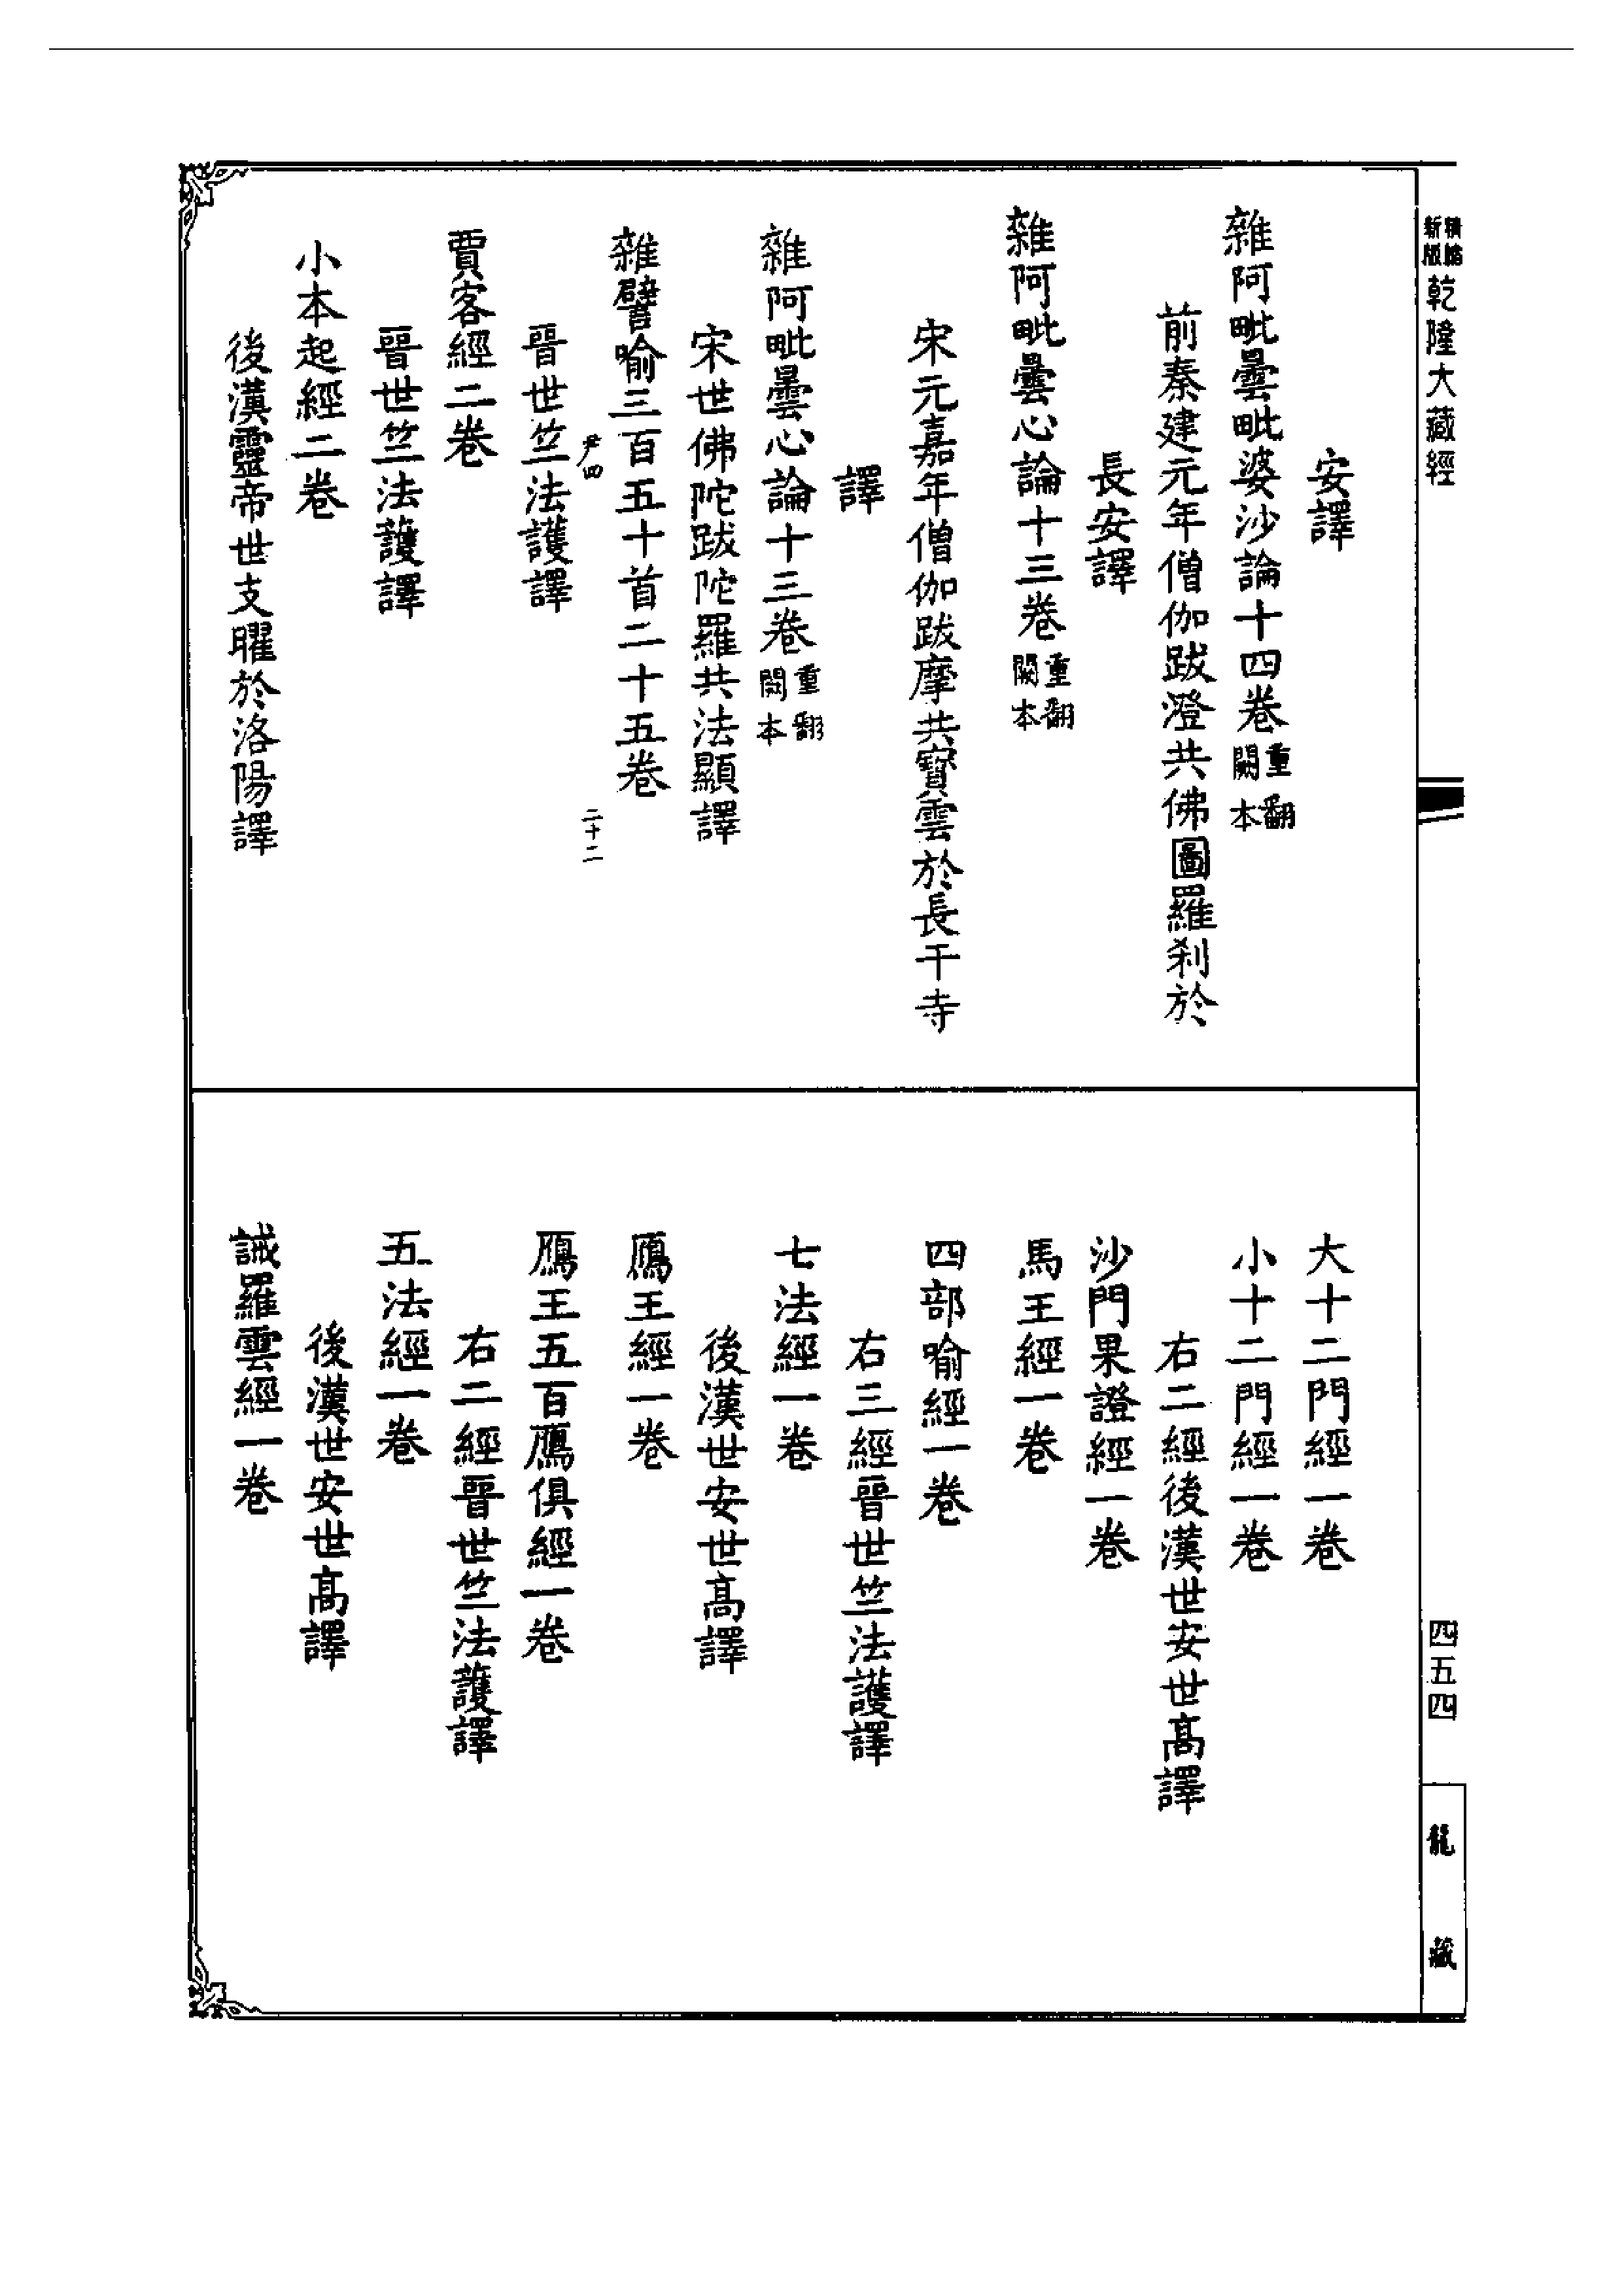 精縮新版乾隆大藏經
安譯
雜阿毗曇毗婆沙論十四卷重翻闕本
前秦建元年僧伽跋澄共佛圖羅刹於
長安譯
雜阿毗曇心論十三卷重翻闕本
宋元嘉年僧伽跋摩共寶雲於長干寺
譯
雜阿毗曇心論十三卷重翻闕本
宋世佛陀跋陀羅共法顯譯
雜譬喻三百五十首二十五卷
尹四 二十二
晉世竺法護譯
賈客經二卷
晉世竺法護譯
小本起經二卷
後漢靈帝世支曜於洛陽譯
大十二門經一卷
小十二門經一卷
右二經後漢世安世高譯
沙門果證經一卷
馬王經一卷
四部喻經一卷
右三經晉世竺法護譯
七法經一卷
後漢世安世高譯
鴈王經一卷
鴈王五百鴈俱經一卷
右二經晉世竺法護譯
五法經一卷
後漢世安世高譯
誡羅雲經一卷
四五四
龍藏